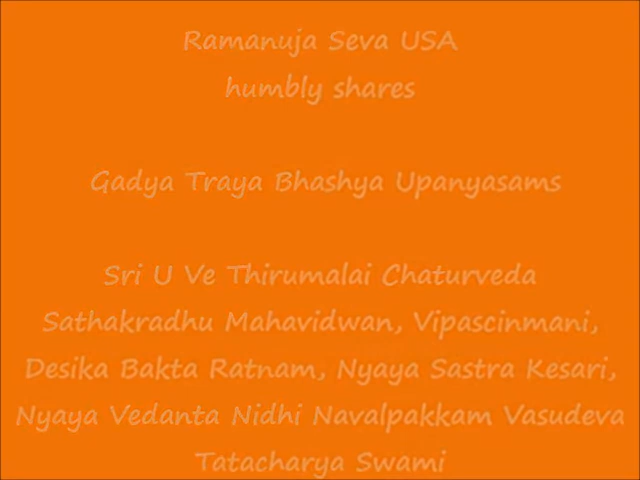 Ramanuja Seva USA
humbly shares
Gadya Traya Bhashya Upanyasams
Sri U Ve Thirumalai Chaturveda
Sathakradhu Mahavidwan, Vipascinmani,
Desika Bakta Ratnam, Nyaya Sastra Kesari,
Nyaya Vedanta Nidhi Navalpakkam Vasudeva
Tatacharya Swami